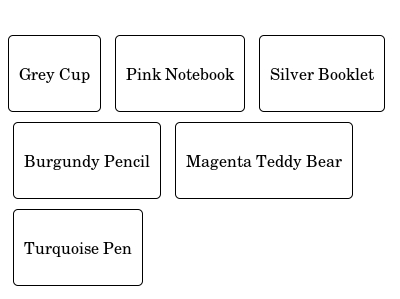 Grey Cup
Pink Notebook
Silver Booklet
Burgundy Pencil
Magenta Teddy Bear
Turquoise Pen